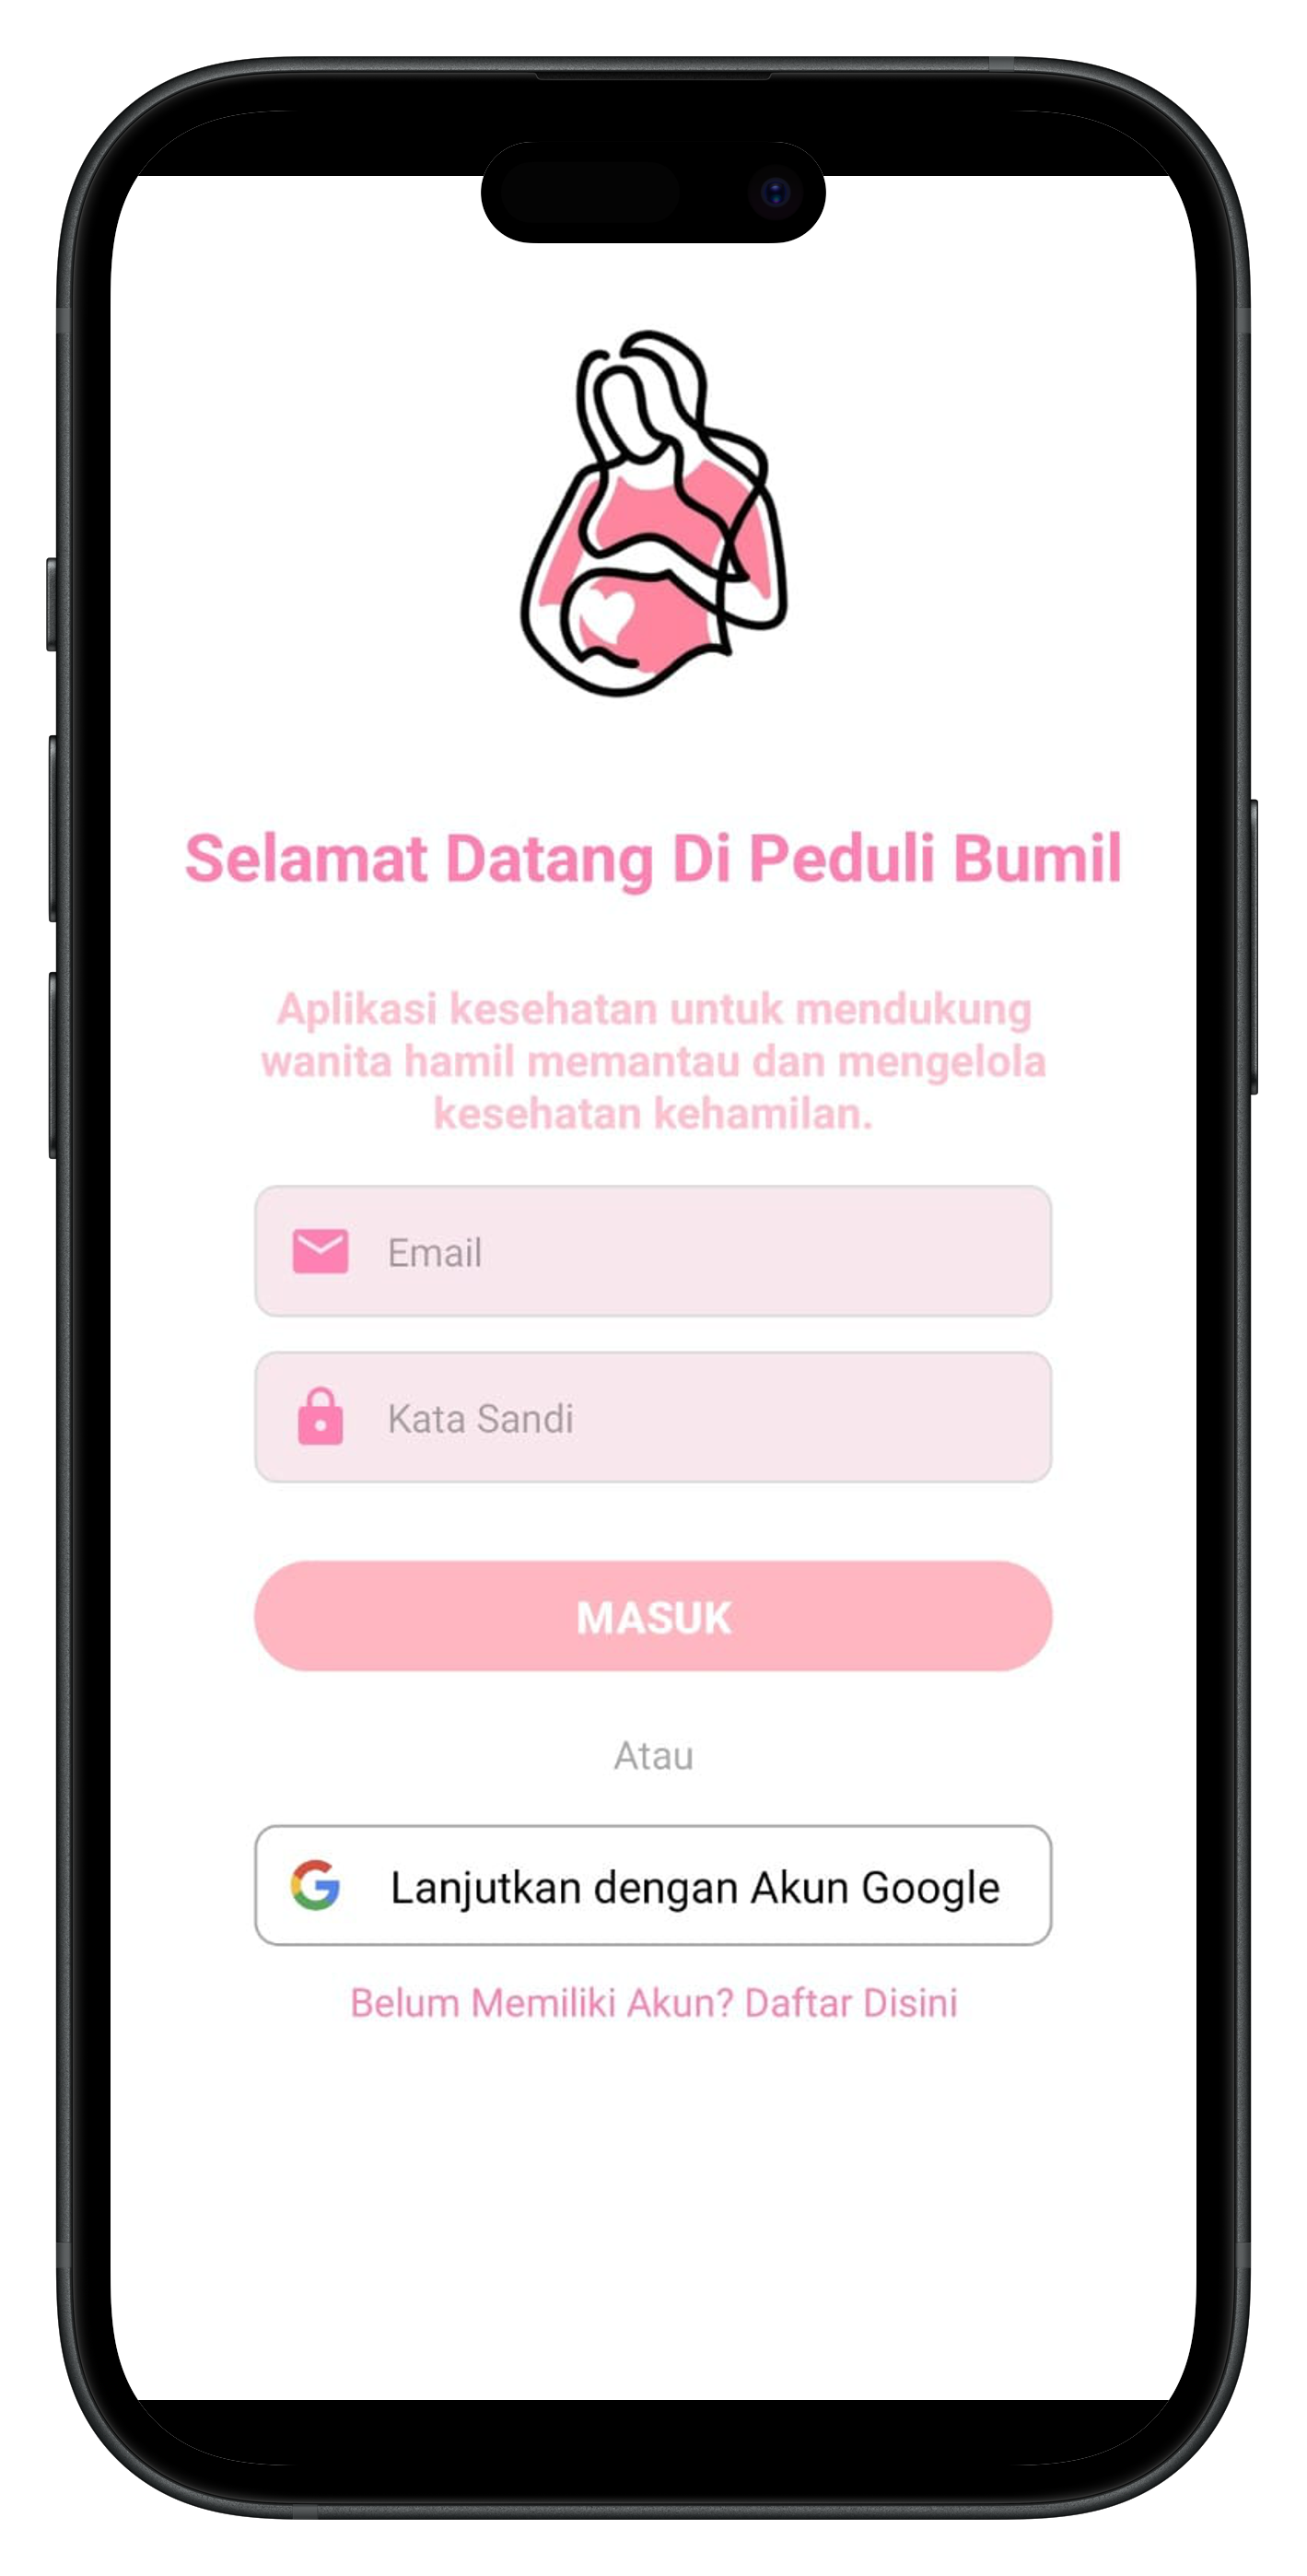 Selamat Datang Di Peduli Bumil
Aplikasi kesehatan untuk mendukung
wanita hamil memantau dan mengelola
kesehatan kehamilan.
Email
Kata Sandi
MASUK
Atau
Lanjutkan dengan Akun Google
Belum Memiliki Akun? Daftar Disini